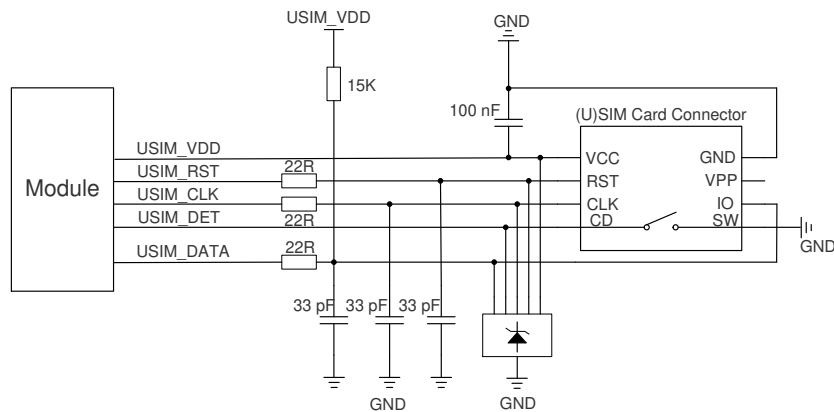 USIM_VDD
GND
15K
100 nF
(U)SIM Card Connector
Module
USIM_VDD
USIM_RST
22R
USIM_CLK
USIM_DET
22R
USIM_DATA
22R
VCC
GND
RST
VPP
CLK
IO
CD
SW
GND
33 pF
33 pF
33 pF
GND
GND